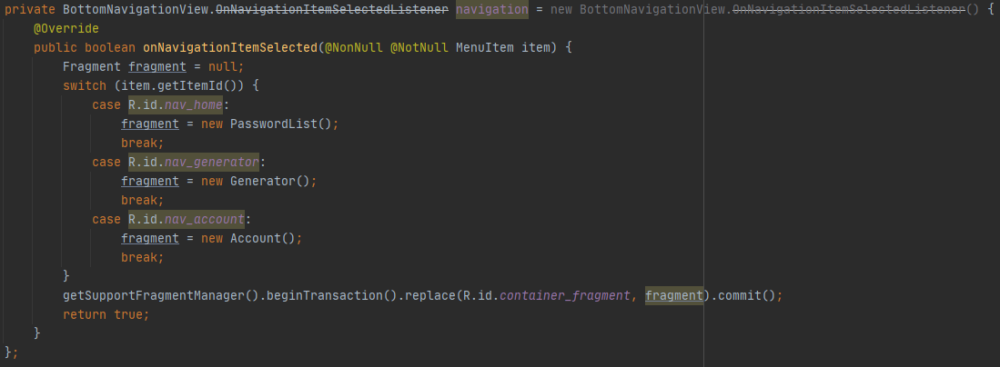 private BottomNavigationView.OnNavigationItemSelectedListener navigation = new BottomNavigationView.OnNavigationItemSelectedListener() {
@Override
public boolean onNavigationItemSelected(@NonNull @NotNull MenuItem item) {
Fragment fragment = null;
switch (item.getItemId()) {
case R.id.nav_home:
fragment = new PasswordList();
break;
case R.id.nav_generator:
fragment = new Generator();
break;
case R.id.nav_account:
fragment = new Account();
break;
}
getSupportFragmentManager().beginTransaction().replace(R.id.container_fragment, fragment).commit();
return true;
}
};